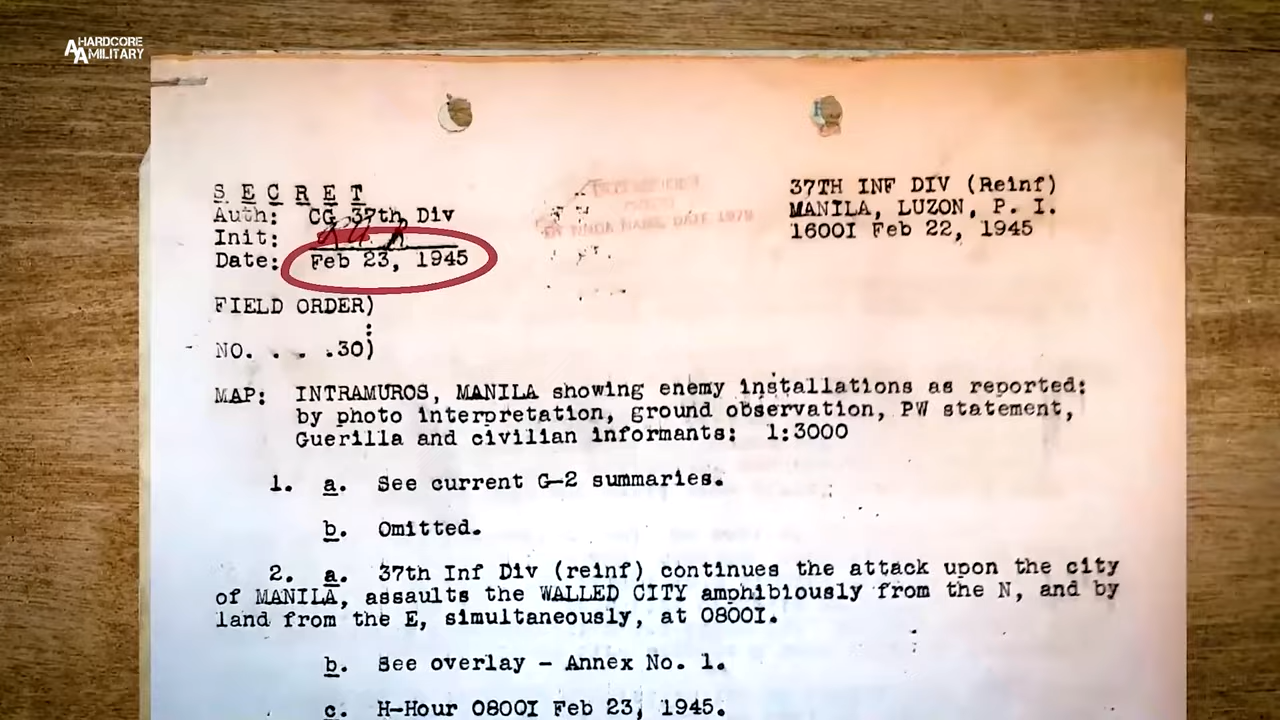 HARDCORE
MILITARY
S E C R E T
Auth: CG 37th Div
Init:
Date: Feb 23, 1945
37TH INF DIV (Reinf)
MANILA, LUZON, P. I.
1600I Feb 22, 1945
FIELD ORDER)
:
NO. . . .30)
MAP: INTRAMUROS, MANILA showing enemy installations as reported:
by photo interpretation, ground observation, PW statement,
Guerilla and civilian informants: 1:3000
1. a. See current G-2 summaries.
b. Omitted.
2. a. 37th Inf Div (reinf) continues the attack upon the city
of MANILA, assaults the WALLED CITY amphibiously from the N, and by
land from the E, simultaneously, at 0800I.
b. See overlay - Annex No. 1.
c. H-Hour 0800I Feb 23, 1945.